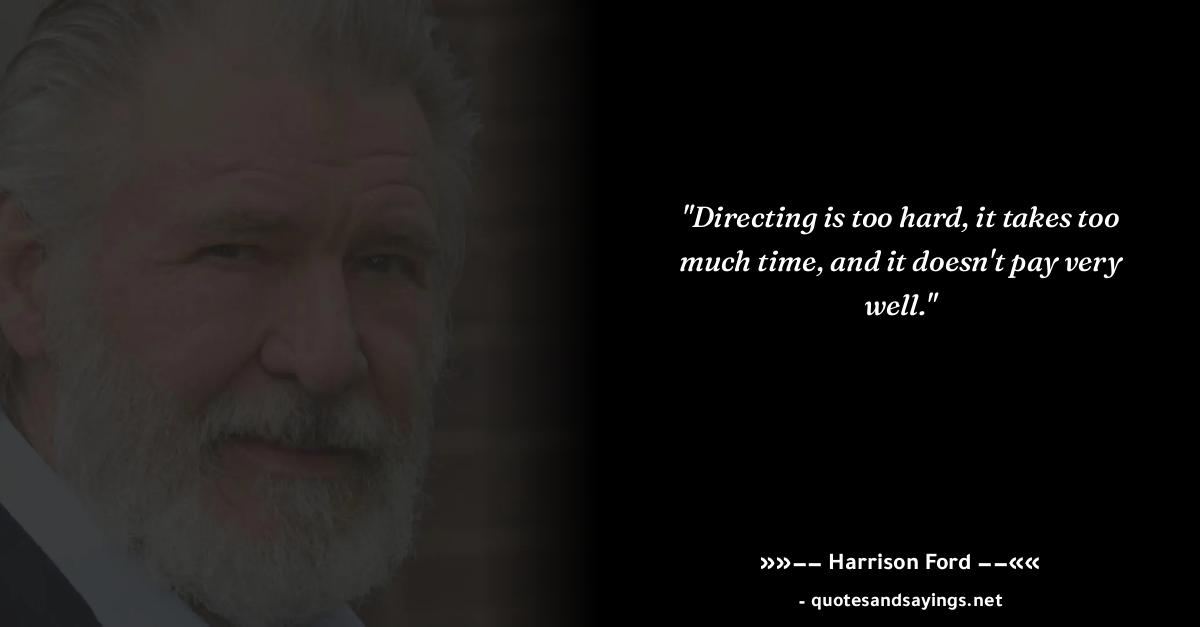 "Directing is too hard, it takes too
much time, and it doesn't pay very
well."
»»−− Harrison Ford −−««
- quotesandsayings.net